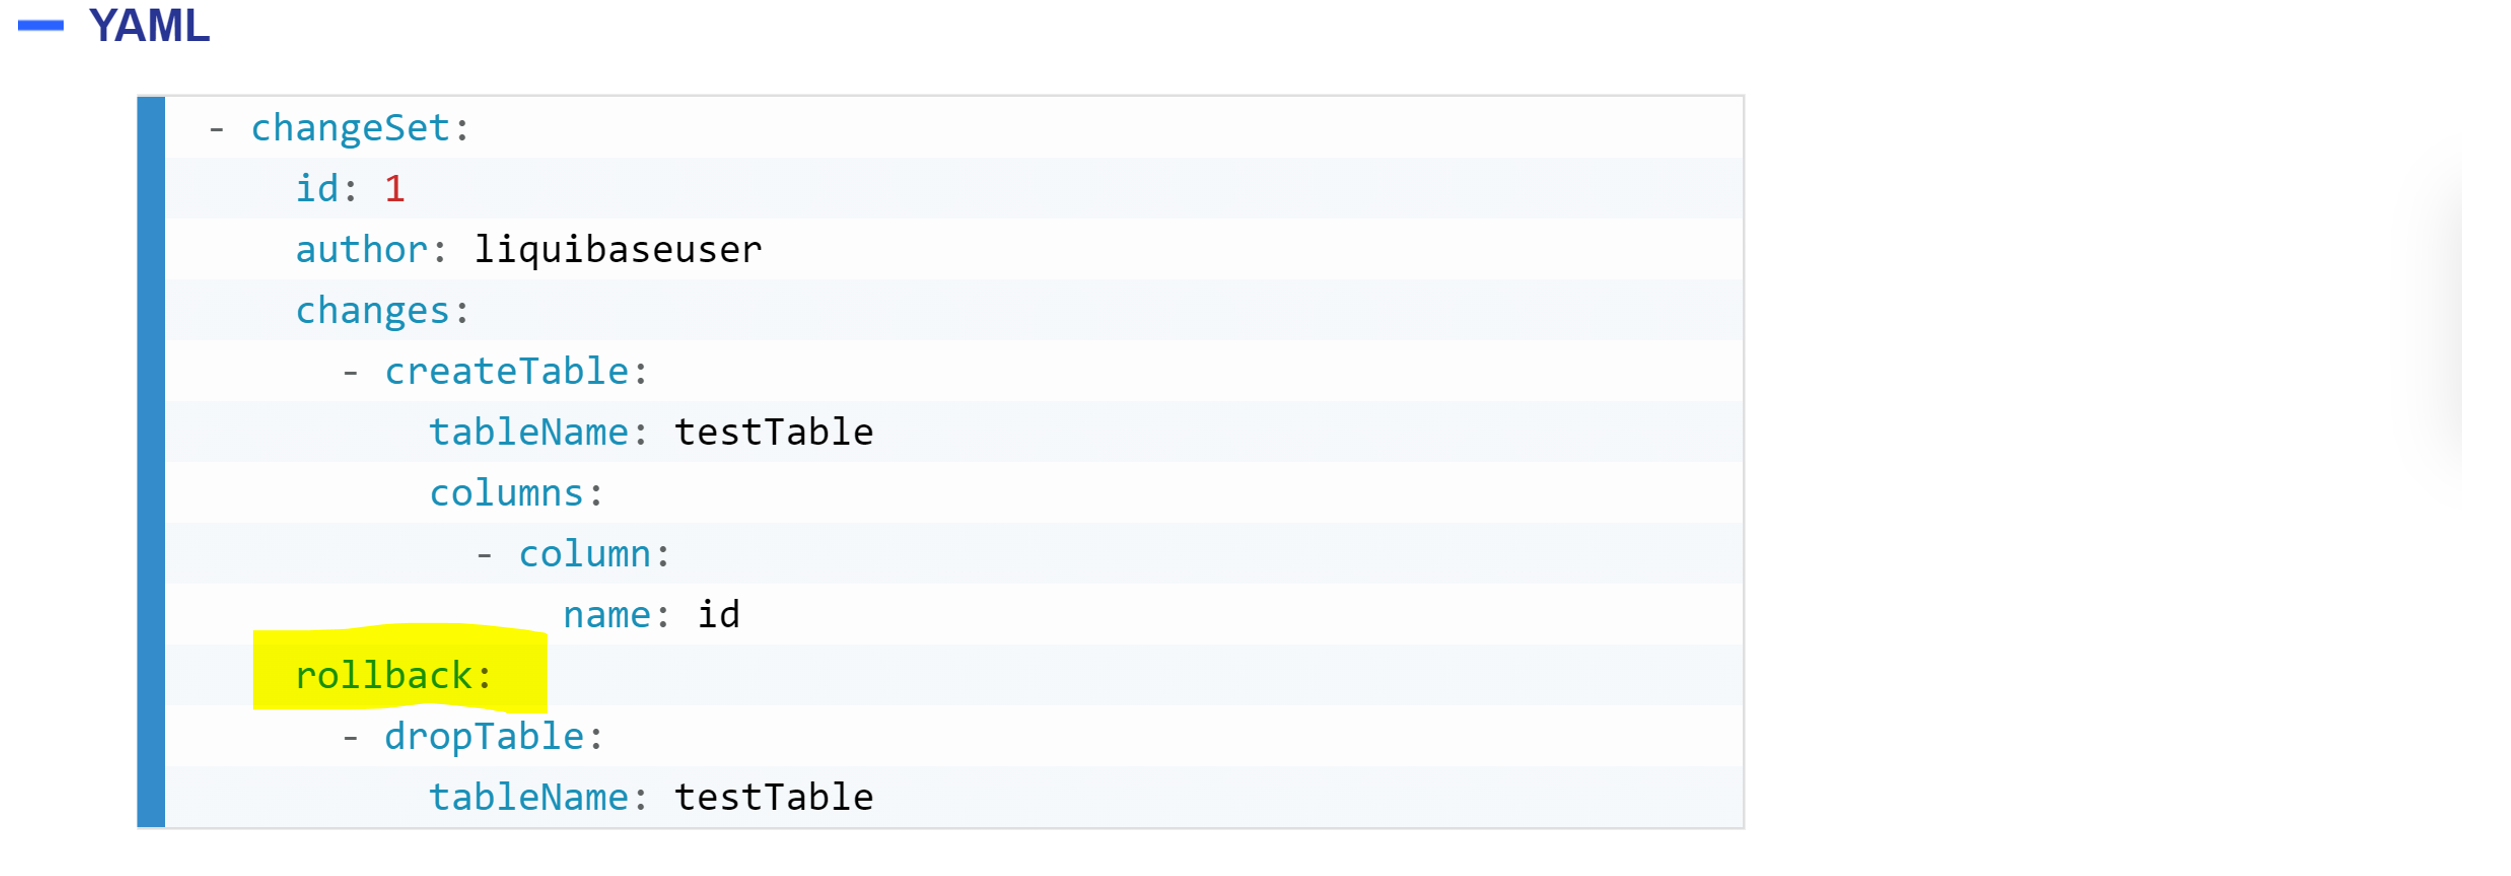 YAML
- changeSet:
id: 1
author: liquibaseuser
changes:
- createTable:
tableName: testTable
columns:
- column:
name: id
rollback:
- dropTable:
tableName: testTable